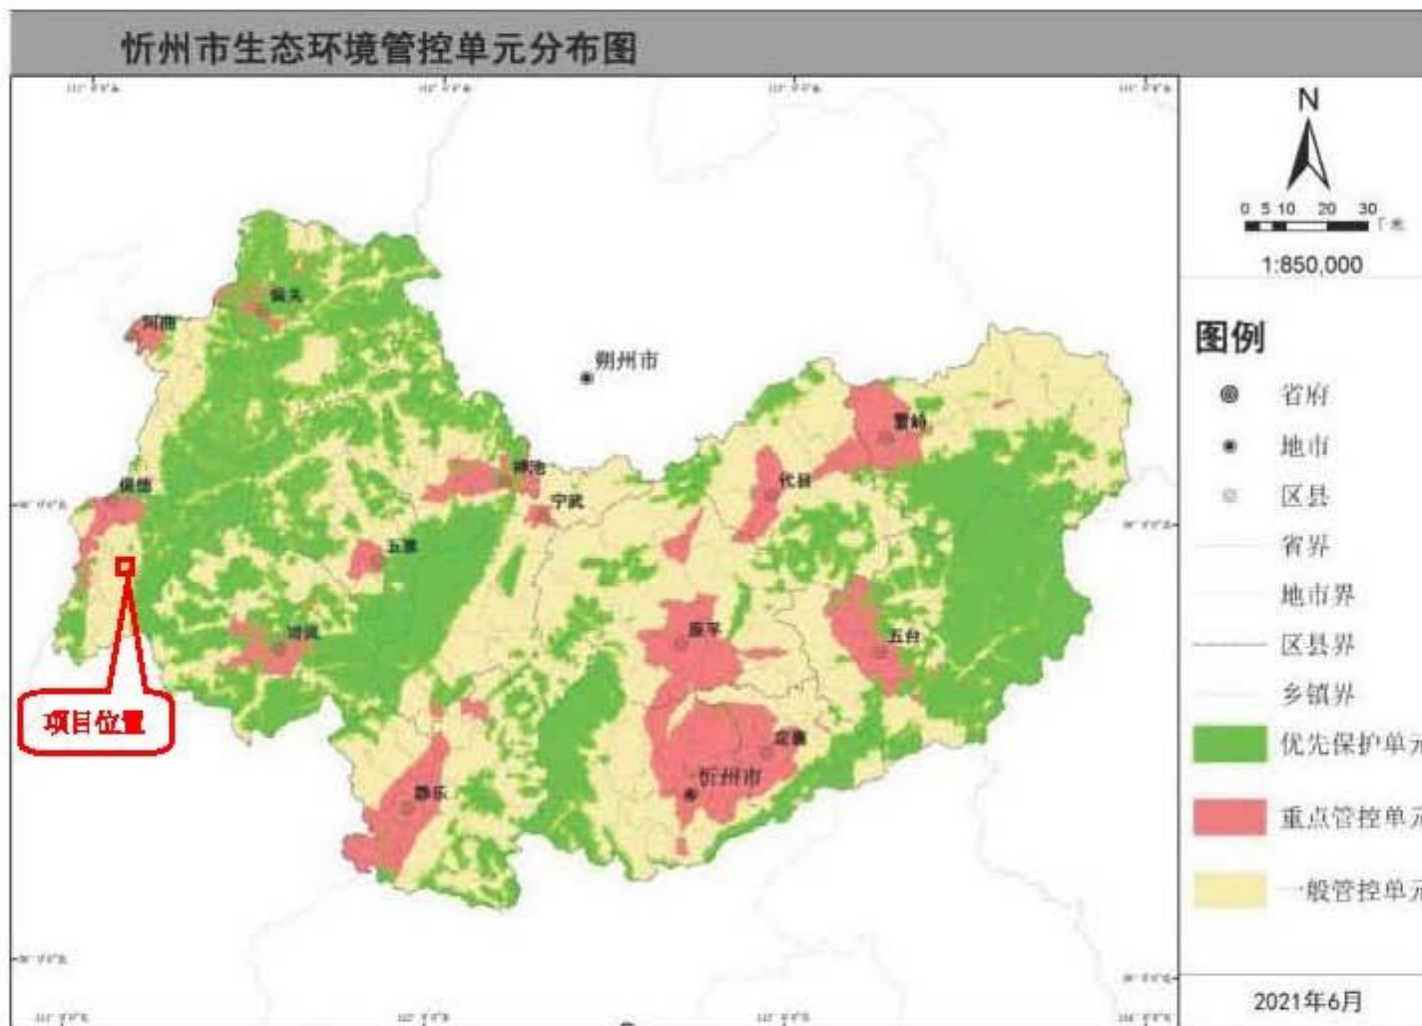 忻州市生态环境管控单元分布图
N
0 5 10 20 30
千米
1:850,000
图例
省府
地市
区县
省界
地市界
区县界
乡镇界
优先保护单元
重点管控单元
一般管控单元
2021年6月
偏关
河曲
朔州市
繁峙
神池
代县
保德
宁武
五寨
原平
五台
岢岚
项目位置
定襄
忻州市
静乐